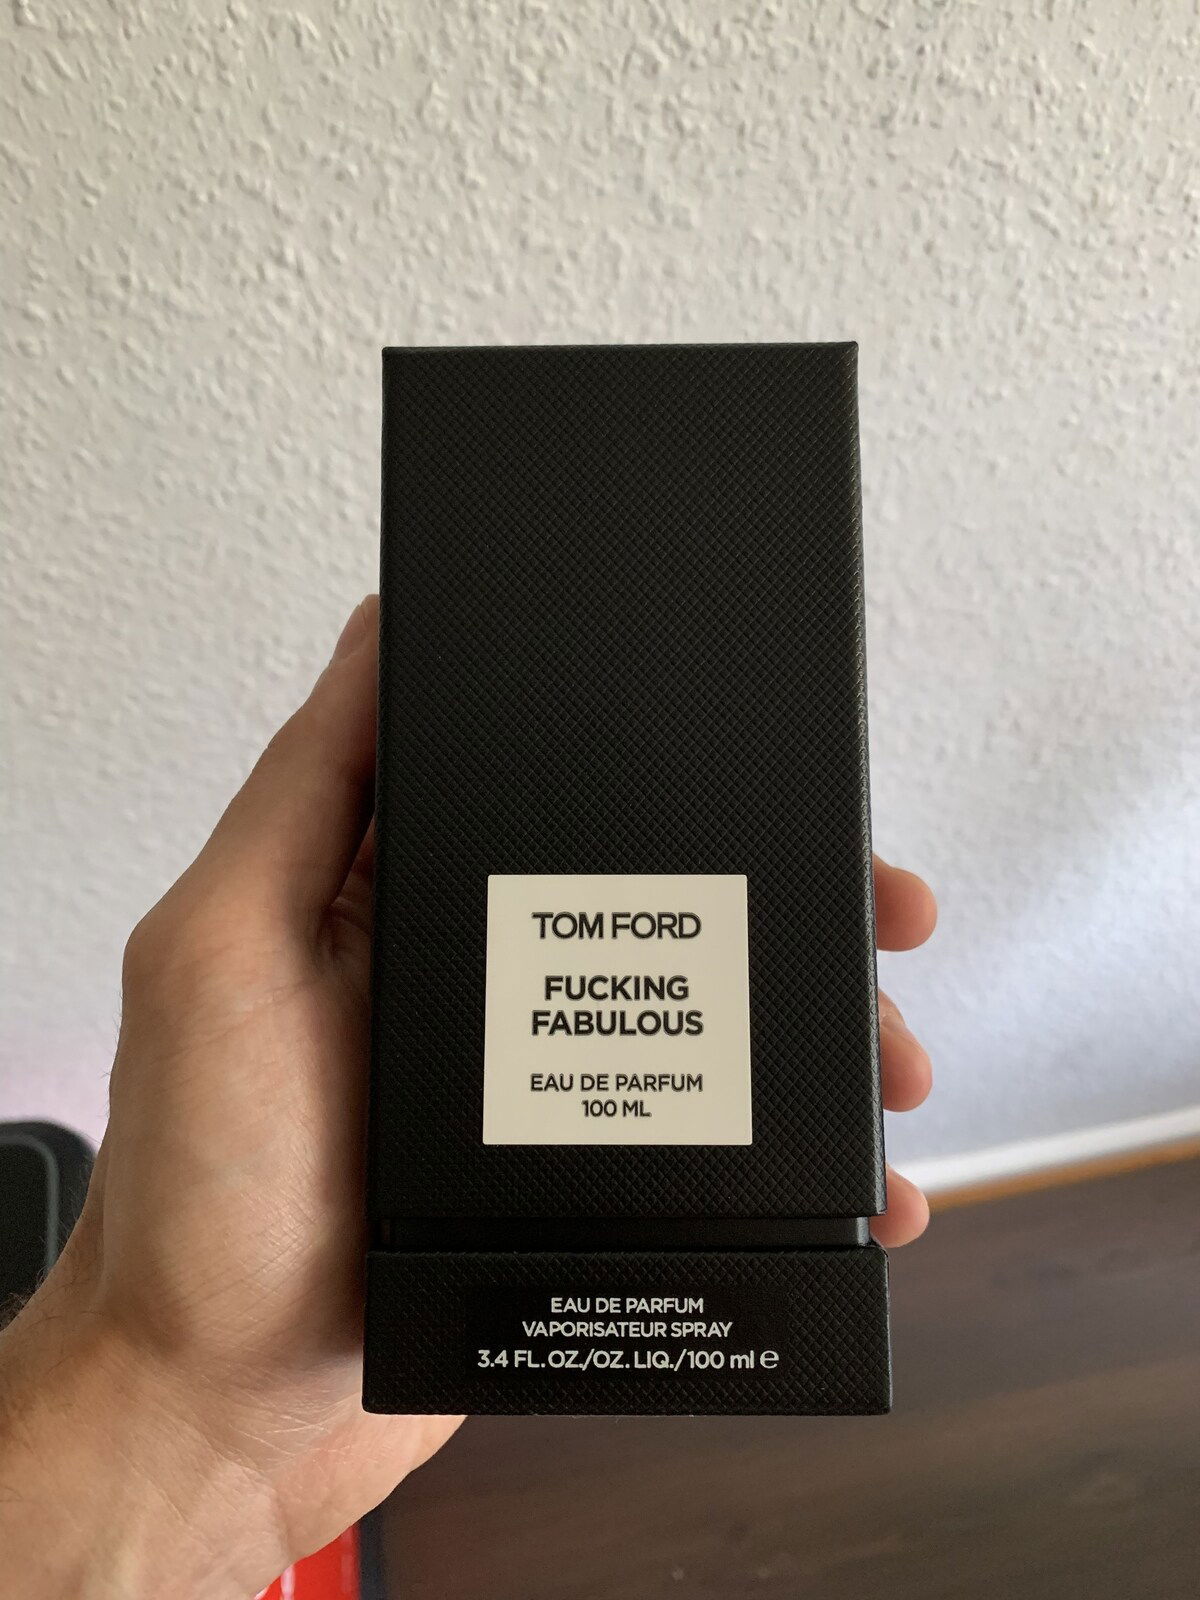 TOM FORD
FUCKING
FABULOUS
EAU DE PARFUM
100 ML
EAU DE PARFUM
VAPORISATEUR SPRAY
3.4 FL. OZ./OZ. LIQ./100 ml ℮